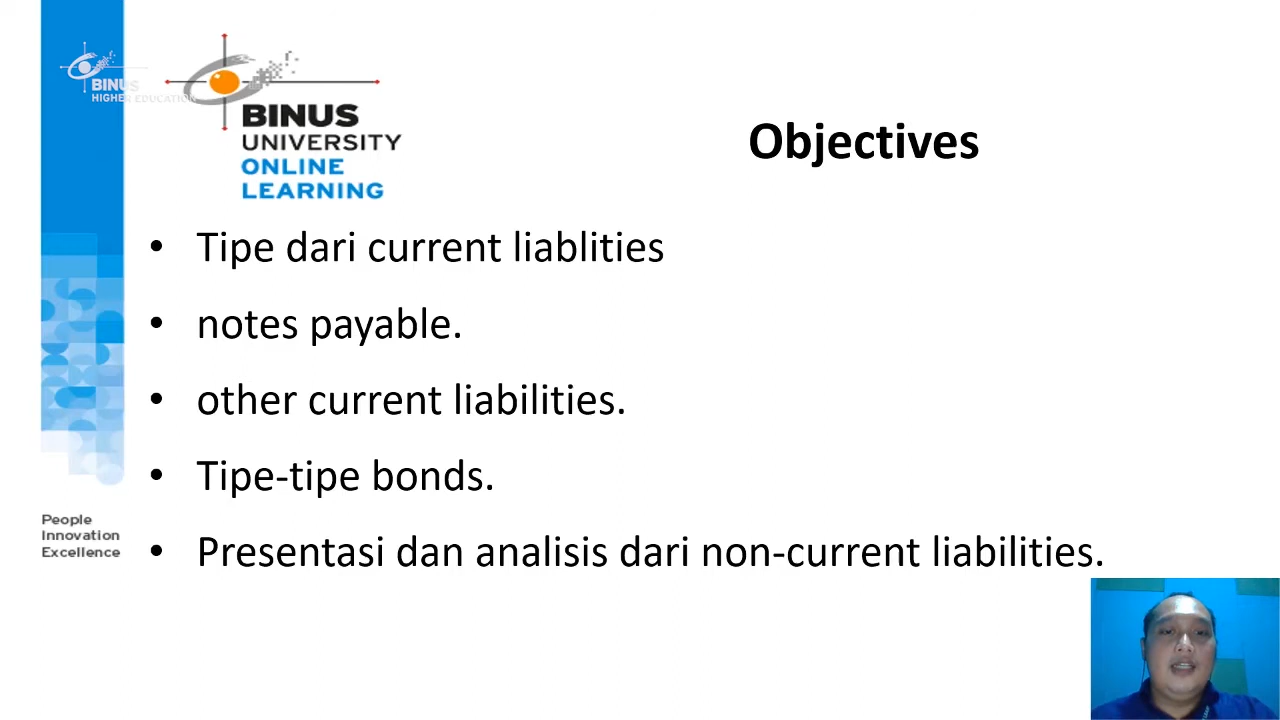 BINUS
HIGHER EDUCATION
BINUS
UNIVERSITY
ONLINE
LEARNING
Objectives
• Tipe dari current liablities
• notes payable.
• other current liabilities.
• Tipe-tipe bonds.
• Presentasi dan analisis dari non-current liabilities.
People
Innovation
Excellence